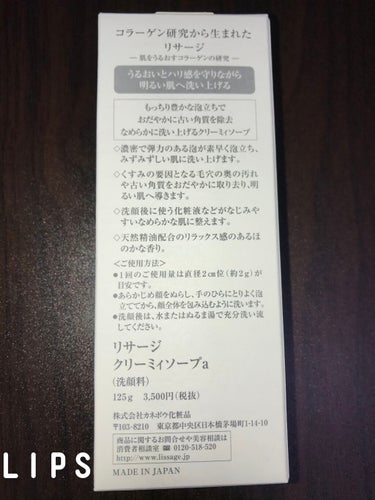 コラーゲン研究から生まれた
リサージ
― 肌をうるおすコラーゲンの研究 ―
うるおいとハリ感を守りながら
明るい肌へ洗い上げる
もっちり豊かな泡立ちで
おだやかに古い角質を除去
なめらかに洗い上げるクリーミィソープ
◇濃密で弾力のある泡が素早く泡立ち、
みずみずしい肌に洗い上げます。
◇くすみの要因となる毛穴の奥の汚れ
や古い角質をおだやかに取り去り、明
るい肌へ導きます。
◇洗顔後に使う化粧液などがなじみや
すいなめらかな肌に整えます。
◇天然精油配合のリラックス感のあるほ
のかな香り。
<ご使用方法>
●1回のご使用量は直径2cm位(約2g)が
目安です。
●あらかじめ顔をぬらし、手のひらにとりよく泡
立ててから、顔全体を包み込むように洗います。
●洗顔後は、水またはぬるま湯で充分洗い流
してください。
リサージ
クリーミィソープa
(洗顔料)
125g 3,500円(税抜)
株式会社カネボウ化粧品
〒103-8210 東京都中央区日本橋茅場町1-14-10
商品に関するお問合せや美容相談は
消費者相談室 0120-518-520
http://www.lissage.jp/
MADE IN JAPAN
LIPS